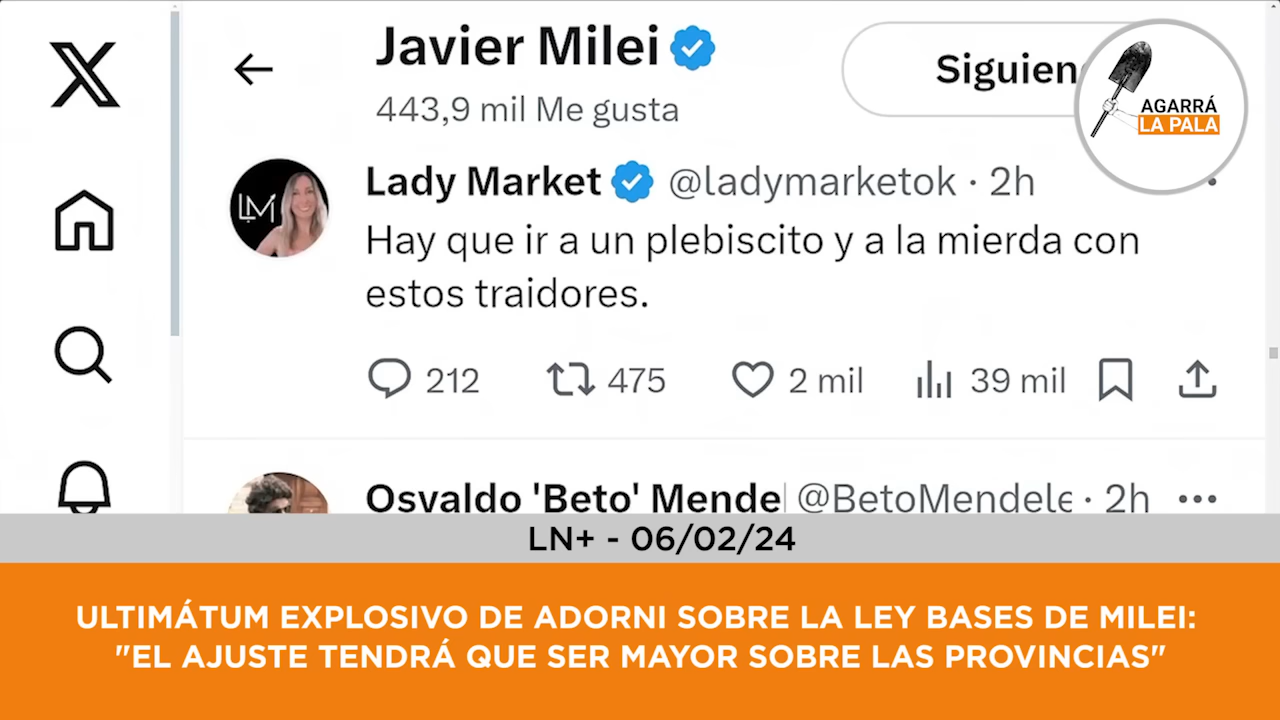 Javier Milei
443,9 mil Me gusta
Siguien
AGARRÁ
LA PALA
LM
Lady Market @ladymarketok · 2h
Hay que ir a un plebiscito y a la mierda con
estos traidores.
212 475 2 mil 39 mil
Osvaldo 'Beto' Mende @BetoMendele · 2h
LN+ - 06/02/24
ULTIMÁTUM EXPLOSIVO DE ADORNI SOBRE LA LEY BASES DE MILEI:
"EL AJUSTE TENDRÁ QUE SER MAYOR SOBRE LAS PROVINCIAS"